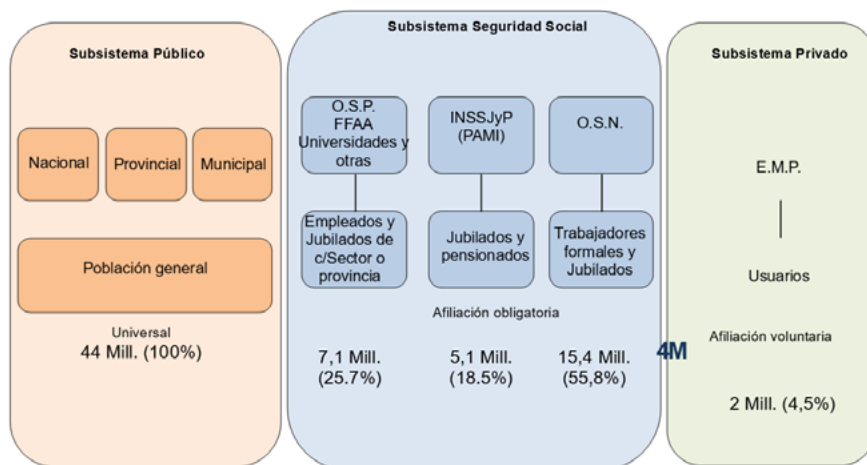 Subsistema Público
Nacional
Provincial
Municipal
Población general
Universal
44 Mill. (100%)
Subsistema Seguridad Social
O.S.P.
FFAA
Universidades y
otras
INSSJyP
(PAMI)
O.S.N.
Empleados y
Jubilados de
c/Sector o
provincia
Jubilados y
pensionados
Trabajadores
formales y
Jubilados
Afiliación obligatoria
7,1 Mill.
(25.7%)
5,1 Mill.
(18.5%)
15,4 Mill.
(55,8%)
4M
Subsistema Privado
E.M.P.
Usuarios
Afiliación voluntaria
2 Mill. (4,5%)